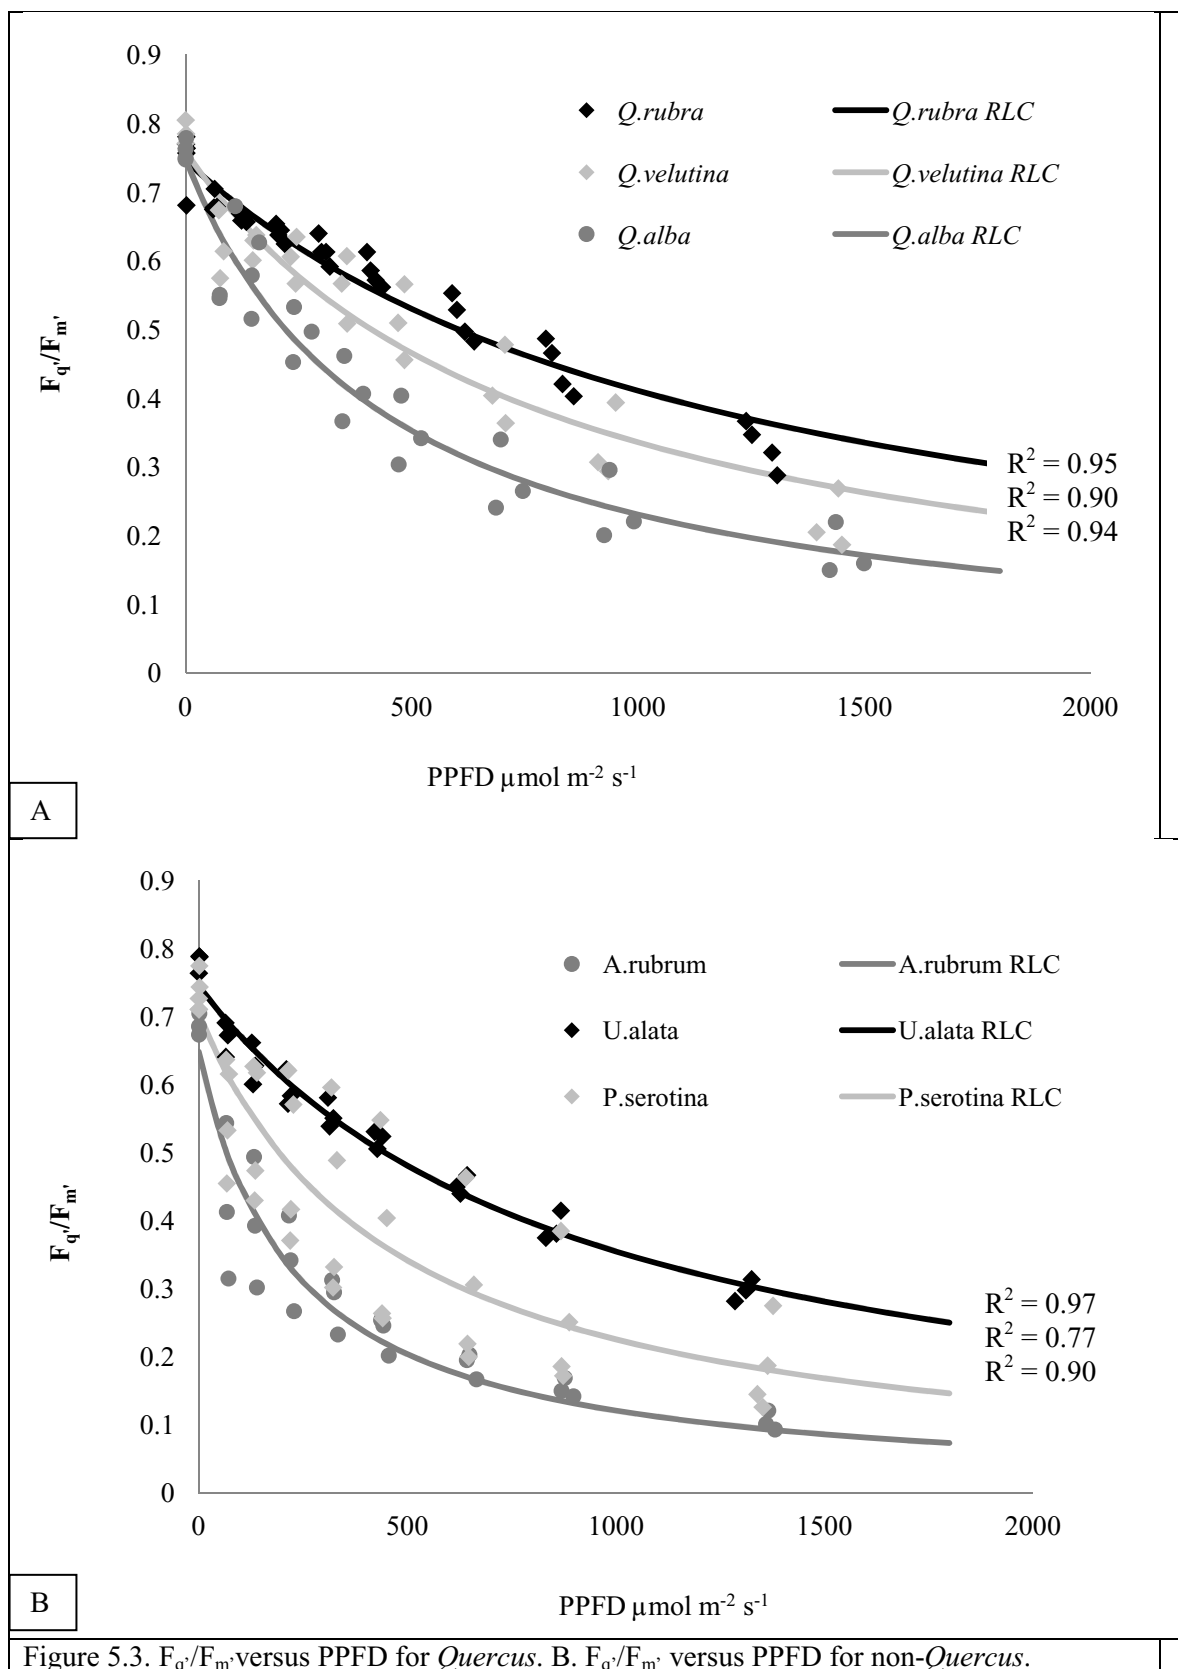 0.9
0.8
0.7
0.6
0.5
0.4
0.3
0.2
0.1
0
Fq'/Fm'
Q.rubra
Q.rubra RLC
Q.velutina
Q.velutina RLC
Q.alba
Q.alba RLC
R² = 0.95
R² = 0.90
R² = 0.94
0 500 1000 1500 2000
PPFD µmol m⁻² s⁻¹
A
0.9
0.8
0.7
0.6
0.5
0.4
0.3
0.2
0.1
0
Fq'/Fm'
A.rubrum
A.rubrum RLC
U.alata
U.alata RLC
P.serotina
P.serotina RLC
R² = 0.97
R² = 0.77
R² = 0.90
0 500 1000 1500 2000
PPFD µmol m⁻² s⁻¹
B
Figure 5.3. Fq'/Fm'versus PPFD for Quercus. B. Fq'/Fm' versus PPFD for non-Quercus.